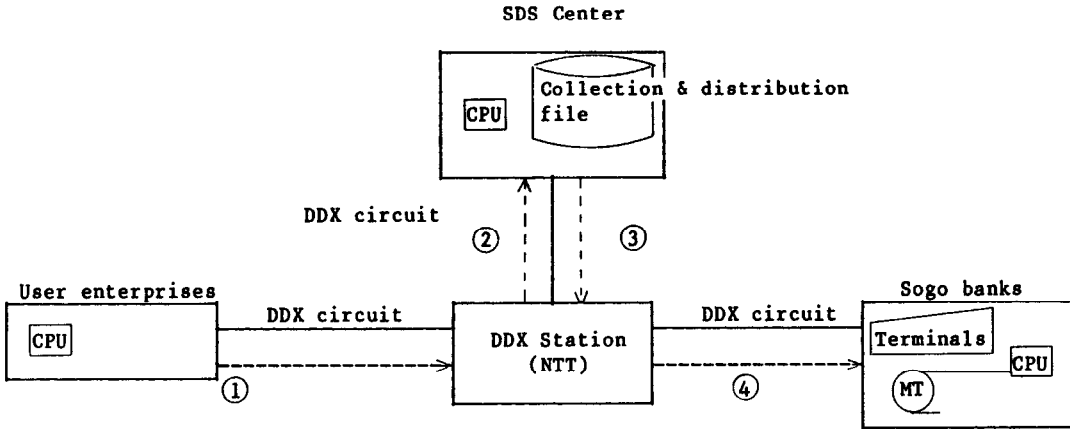 SDS Center
CPU
Collection & distribution
file
DDX circuit
②
③
User enterprises
CPU
DDX circuit
①
DDX Station
(NTT)
DDX circuit
④
Sogo banks
Terminals
CPU
MT